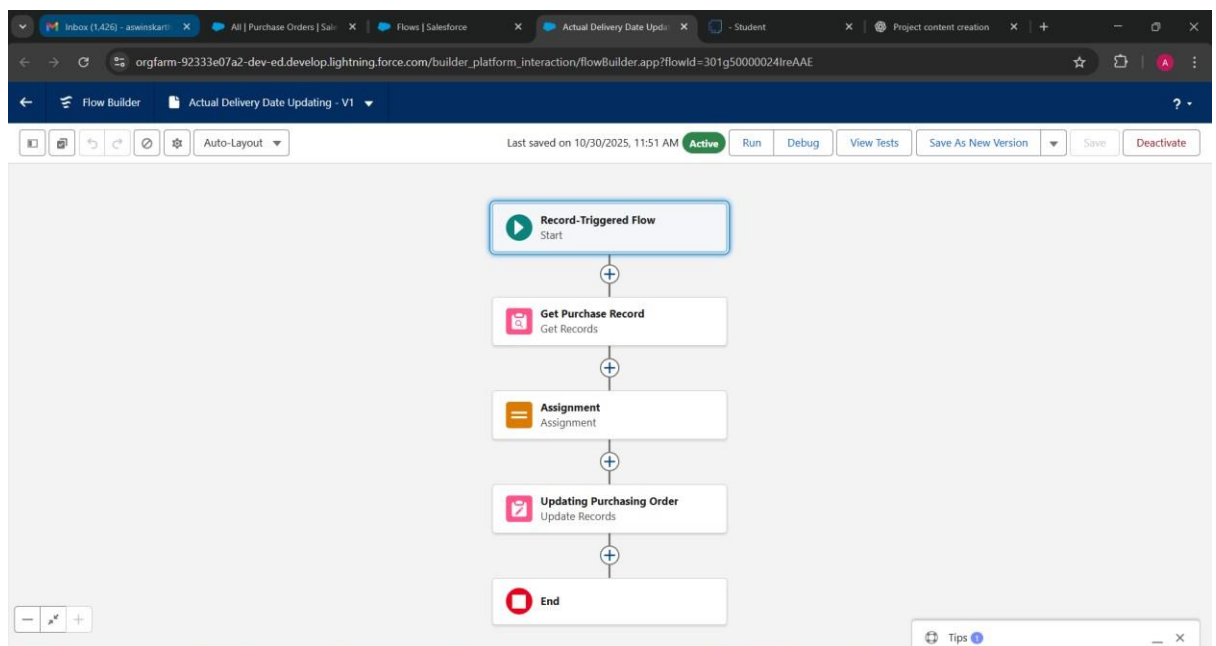 Inbox (1,426) - aswinskarth
All | Purchase Orders | Sale
Flows | Salesforce
Actual Delivery Date Updat
- Student
Project content creation
orgfarm-92333e07a2-dev-ed.develop.lightning.force.com/builder_platform_interaction/flowBuilder.app?flowId=301g50000024IreAAE
A
Flow Builder
Actual Delivery Date Updating - V1
?
Auto-Layout
Last saved on 10/30/2025, 11:51 AM
Active
Run
Debug
View Tests
Save As New Version
Save
Deactivate
Record-Triggered Flow
Start
Get Purchase Record
Get Records
Assignment
Assignment
Updating Purchasing Order
Update Records
End
Tips 1